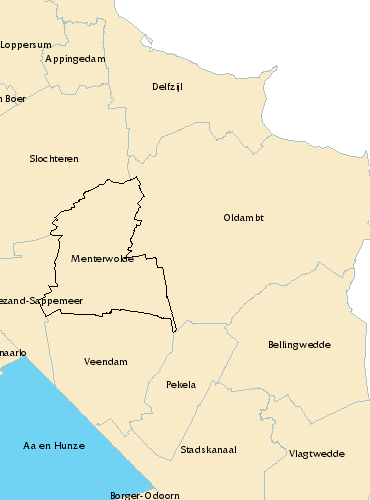 Loppersum
Appingedam
Delfzijl
n Boer
Slochteren
Oldambt
Menterwolde
ezand-Sappemeer
Bellingwedde
naarlo
Veendam
Pekela
Aa en Hunze
Stadskanaal
Vlagtwedde
Borger-Odoorn